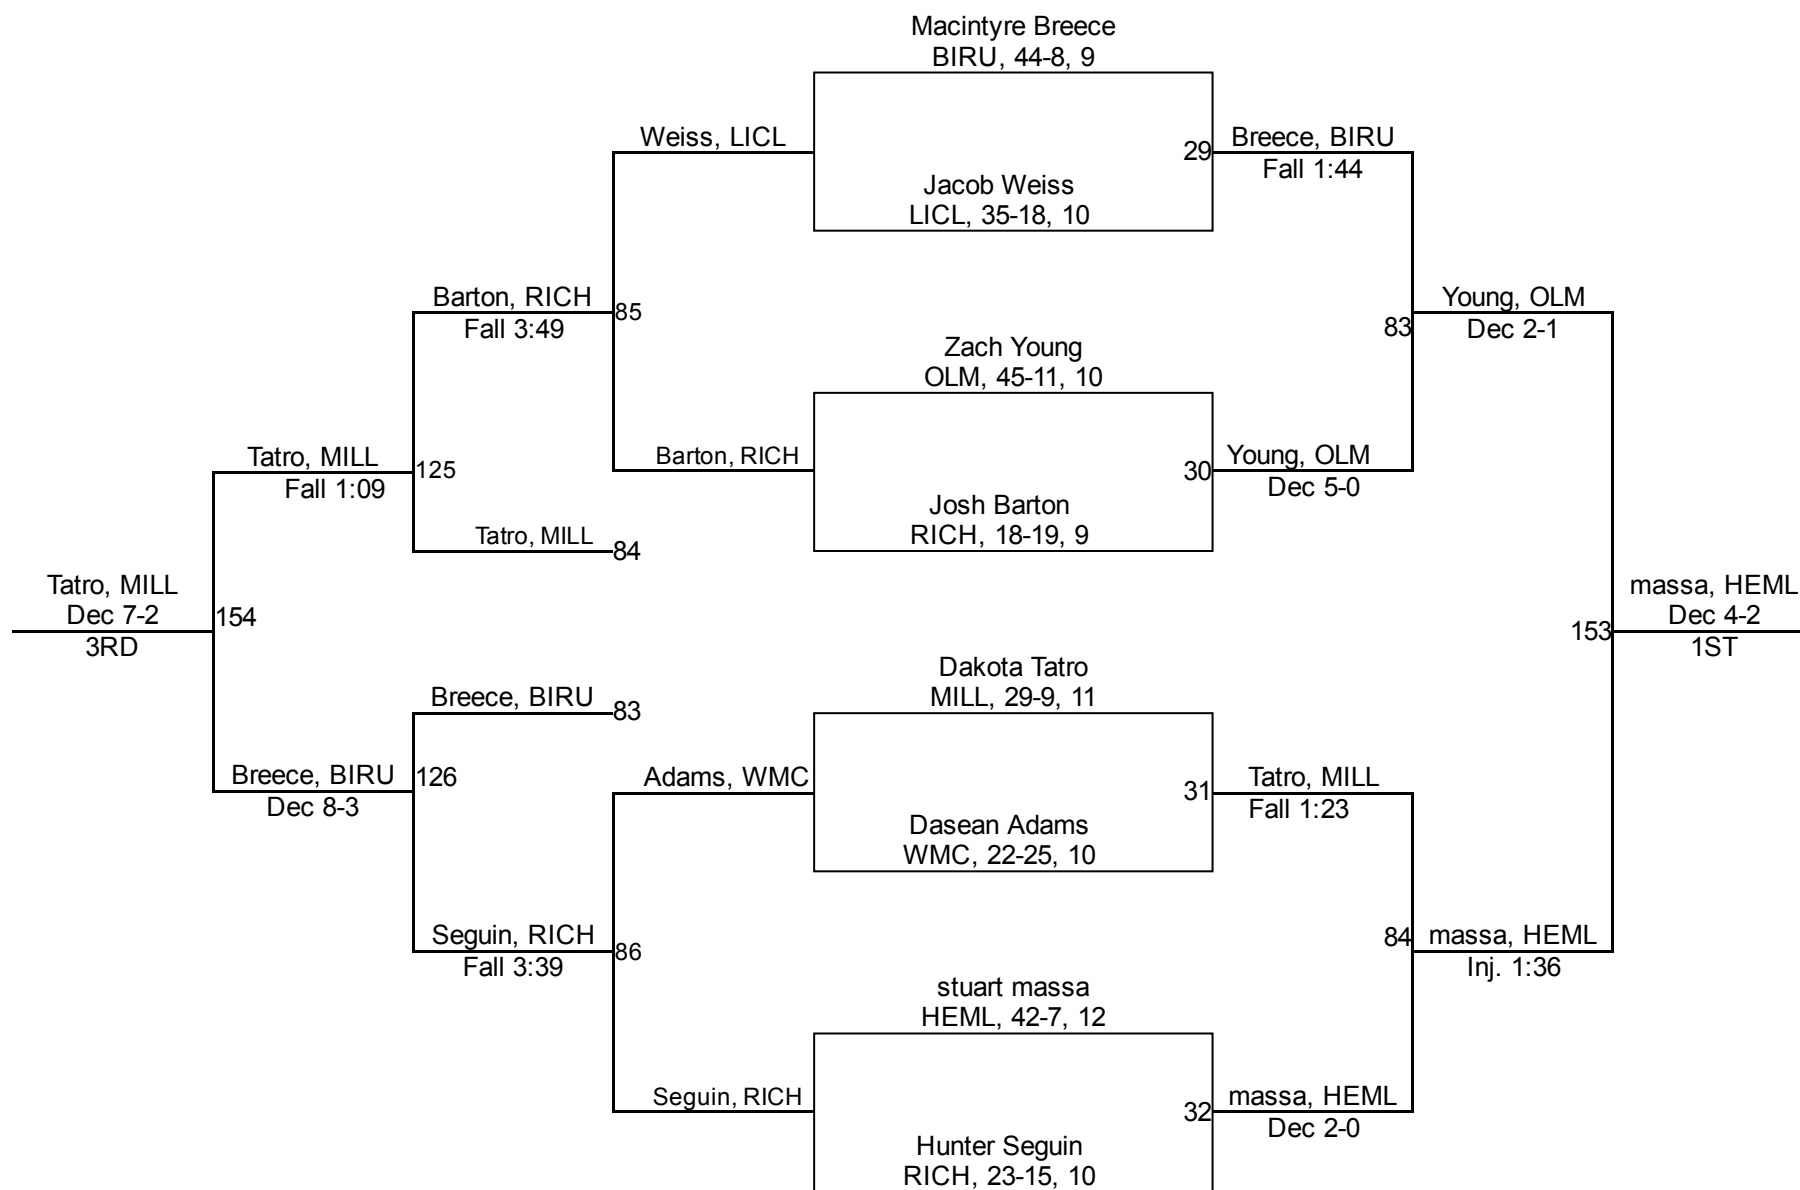 Macintyre Breece
BIRU, 44-8, 9
Weiss, LICL
29
Breece, BIRU
Fall 1:44
Jacob Weiss
LICL, 35-18, 10
Barton, RICH
Fall 3:49
85
83
Young, OLM
Dec 2-1
Zach Young
OLM, 45-11, 10
Tatro, MILL
Fall 1:09
125
Barton, RICH
30
Young, OLM
Dec 5-0
Josh Barton
RICH, 18-19, 9
Tatro, MILL
84
Tatro, MILL
Dec 7-2
3RD
154
153
massa, HEML
Dec 4-2
1ST
Dakota Tatro
MILL, 29-9, 11
Breece, BIRU
83
Breece, BIRU
Dec 8-3
126
Adams, WMC
31
Tatro, MILL
Fall 1:23
Dasean Adams
WMC, 22-25, 10
Seguin, RICH
Fall 3:39
86
84
massa, HEML
Inj. 1:36
stuart massa
HEML, 42-7, 12
Seguin, RICH
32
massa, HEML
Dec 2-0
Hunter Seguin
RICH, 23-15, 10